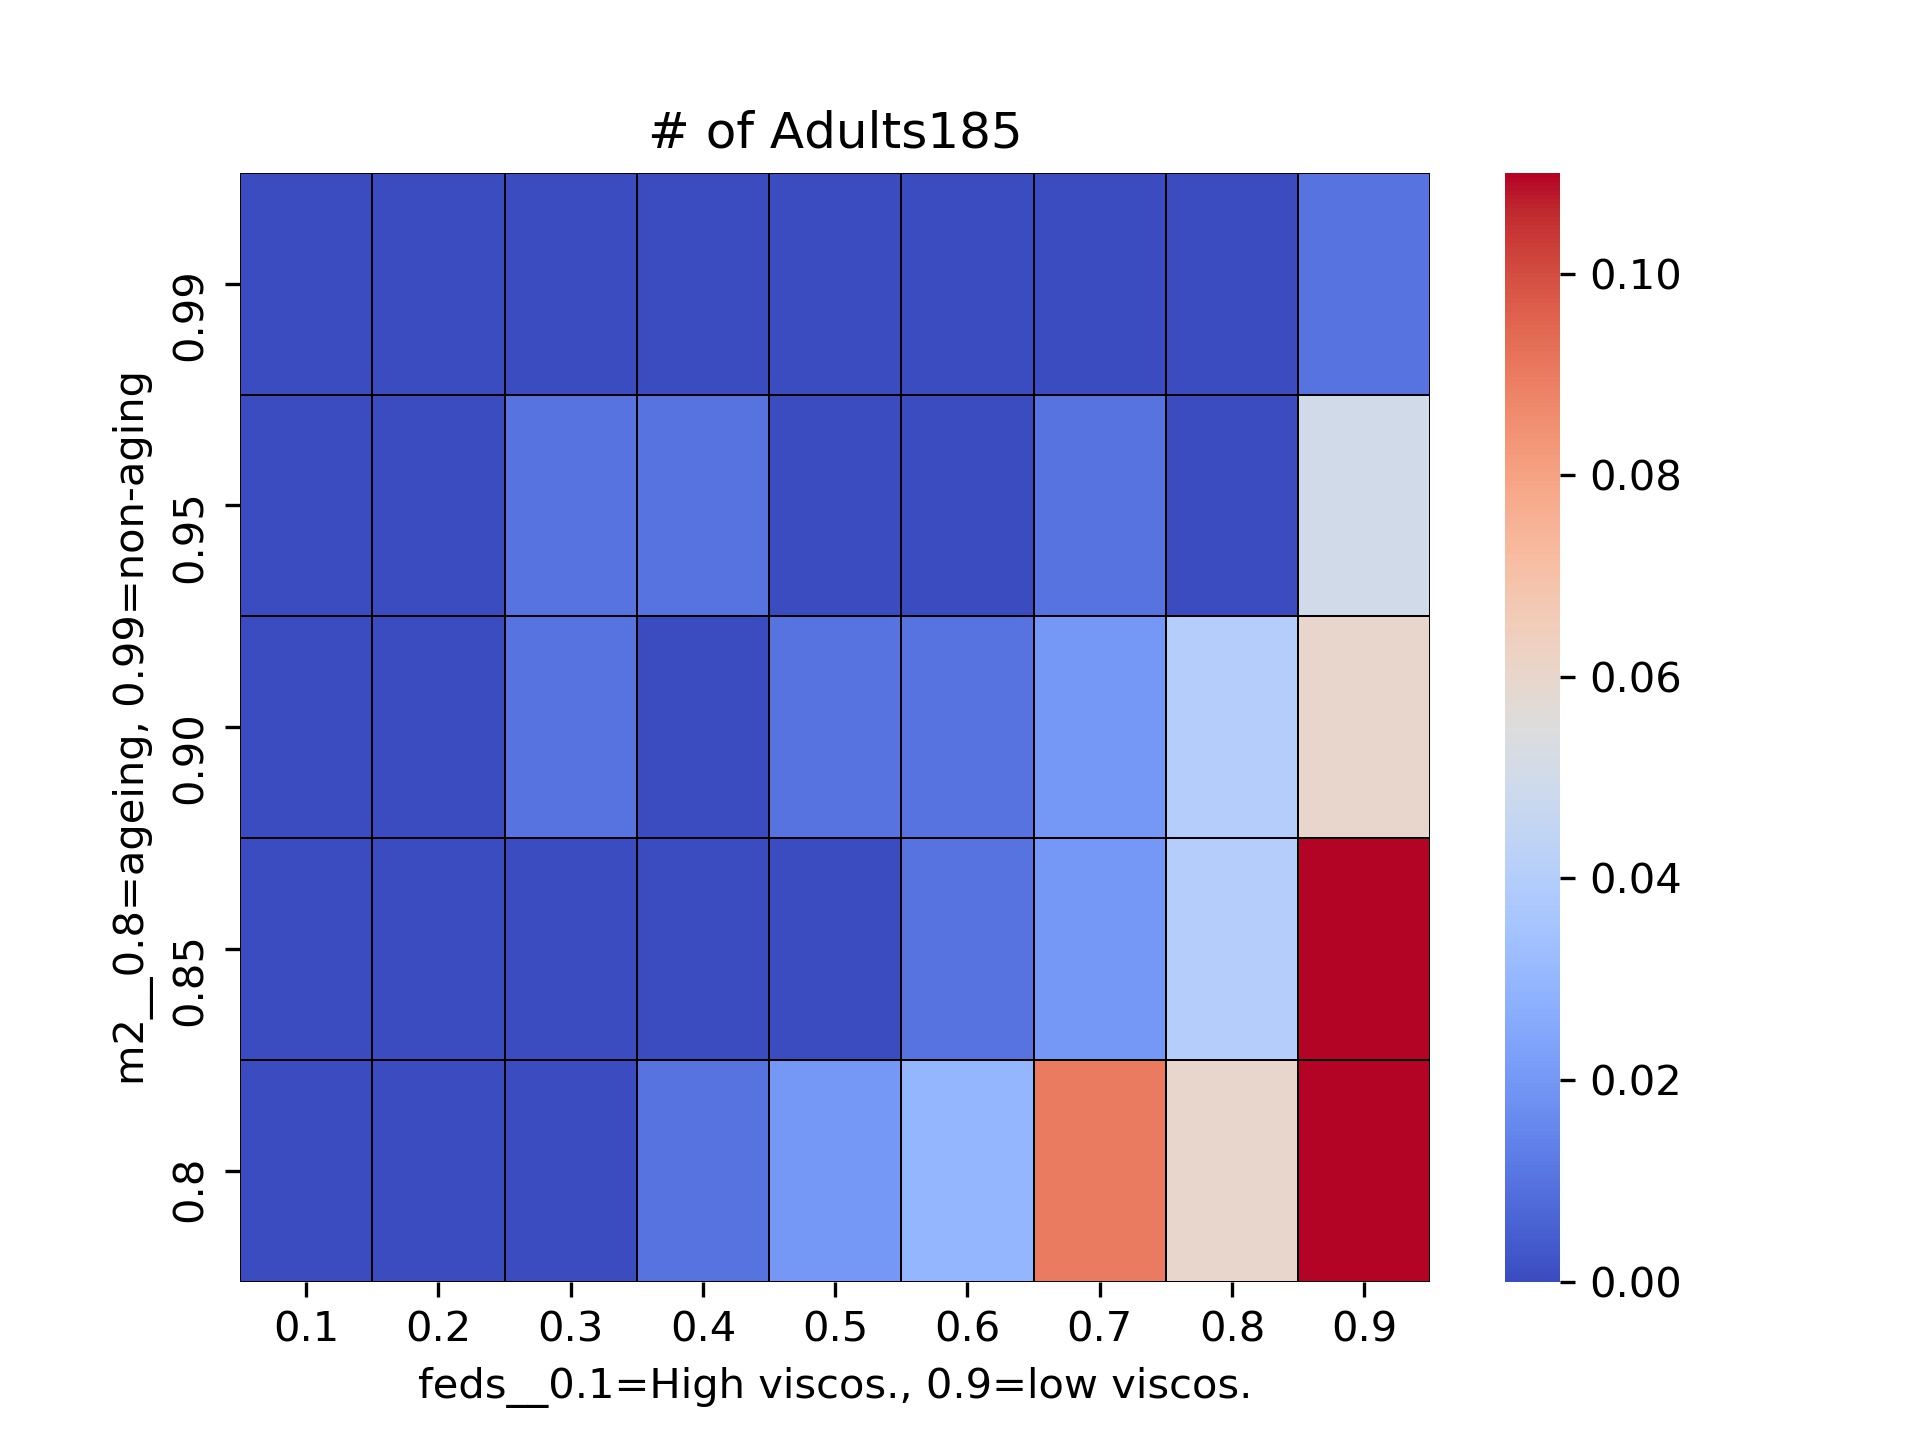 # of Adults185
m2__0.8=ageing, 0.99=non-aging
0.99
0.95
0.90
0.85
0.8
0.1 0.2 0.3 0.4 0.5 0.6 0.7 0.8 0.9
feds__0.1=High viscos., 0.9=low viscos.
0.10
0.08
0.06
0.04
0.02
0.00